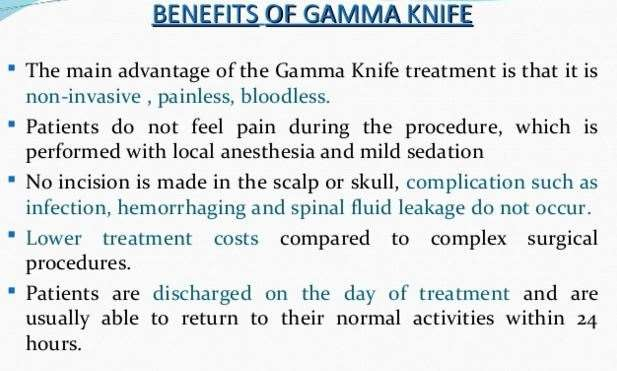 BENEFITS OF GAMMA KNIFE
▪ The main advantage of the Gamma Knife treatment is that it is
non-invasive , painless, bloodless.
▪ Patients do not feel pain during the procedure, which is
performed with local anesthesia and mild sedation
▪ No incision is made in the scalp or skull, complication such as
infection, hemorrhaging and spinal fluid leakage do not occur.
▪ Lower treatment costs compared to complex surgical
procedures.
▪ Patients are discharged on the day of treatment and are
usually able to return to their normal activities within 24
hours.